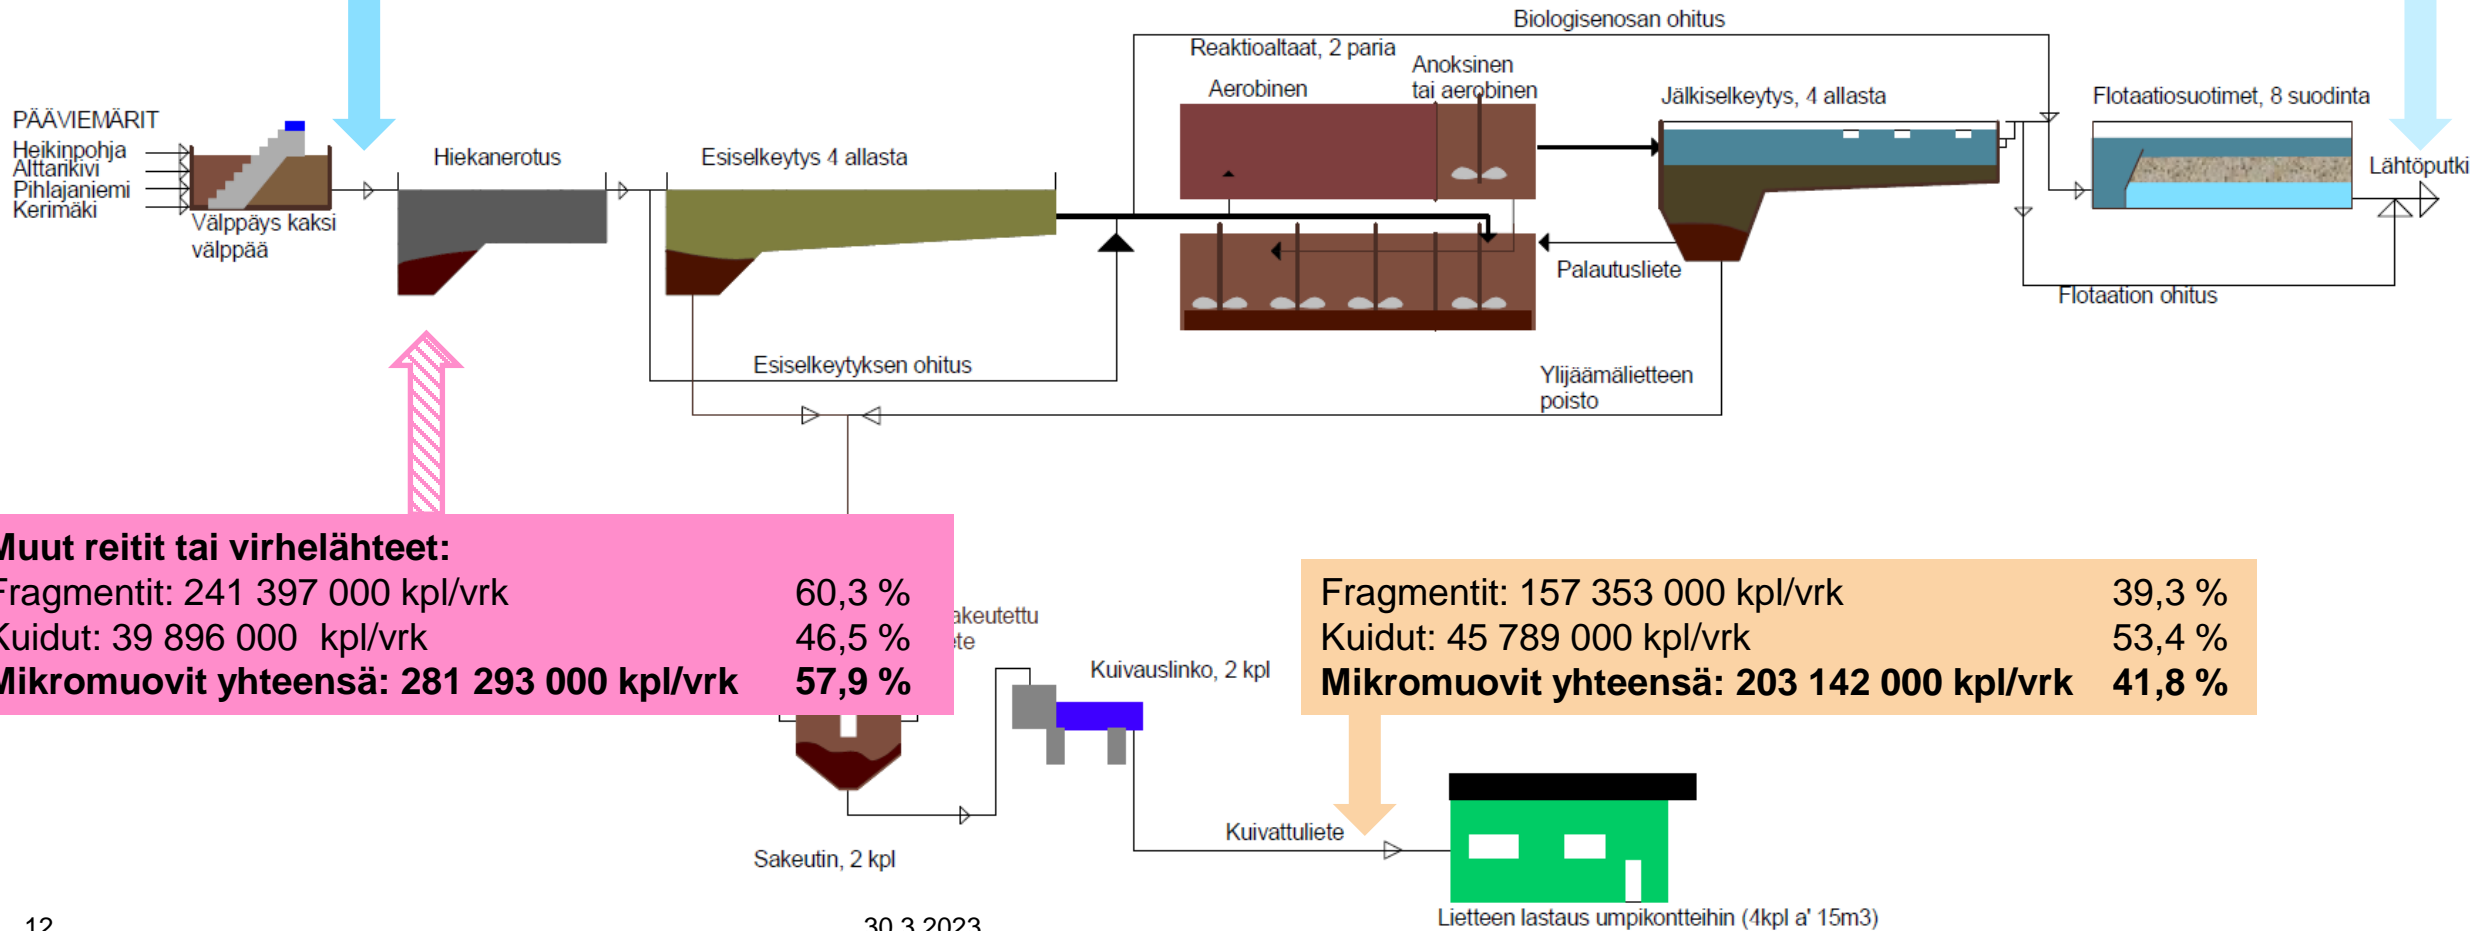 Biologisenosan ohitus
Reaktioaltaat, 2 paria
Aerobinen
Anoksinen
tai aerobinen
Jälkiselkeytys, 4 allasta
Flotaatiosuotimet, 8 suodinta
PÄÄVIEMÄRIT
Heikinpohja
Alttarikivi
Pihlajaniemi
Kerimäki
Välppäys kaksi
välppää
Hiekanerotus
Esiselkeytys 4 allasta
Lähtöputki
Palautusliete
Flotaation ohitus
Esiselkeytyksen ohitus
Ylijäämälietteen
poisto
Muut reitit tai virhelähteet:
Fragmentit: 241 397 000 kpl/vrk 60,3 %
Kuidut: 39 896 000 kpl/vrk 46,5 %
Mikromuovit yhteensä: 281 293 000 kpl/vrk 57,9 %
akeutettu
Fragmentit: 157 353 000 kpl/vrk 39,3 %
Kuidut: 45 789 000 kpl/vrk 53,4 %
Mikromuovit yhteensä: 203 142 000 kpl/vrk 41,8 %
Kuivauslinko, 2 kpl
Kuivattuliete
Sakeutin, 2 kpl
Lietteen lastaus umpikontteihin (4kpl a' 15m3)
12
30.3.2023